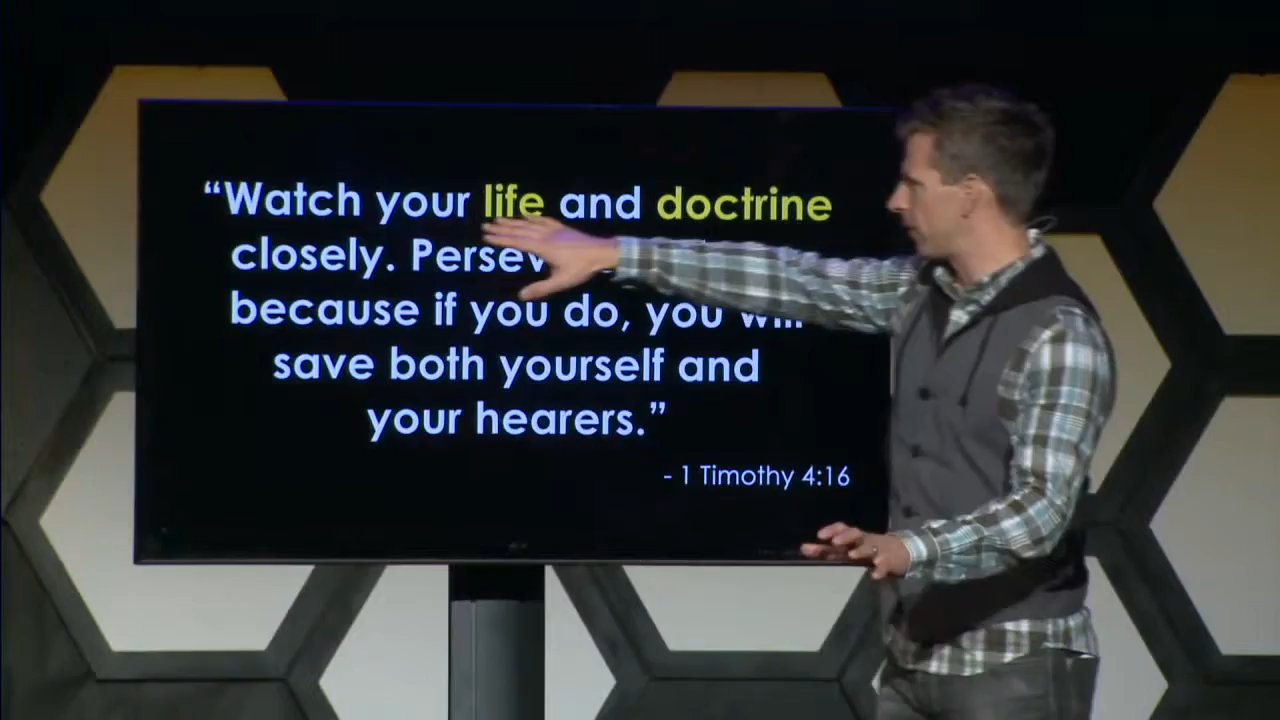 “Watch your life and doctrine
closely.
because if you do, you
save both yourself and
your hearers.”
- 1 Timothy 4:16